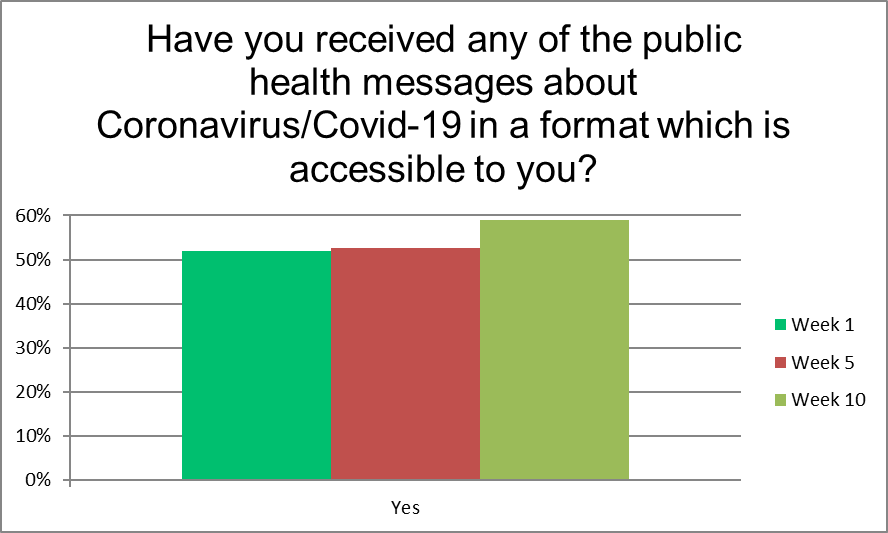 Have you received any of the public
health messages about
Coronavirus/Covid-19 in a format which is
accessible to you?
60%
50%
40%
30%
20%
10%
0%
Yes
Week 1
Week 5
Week 10